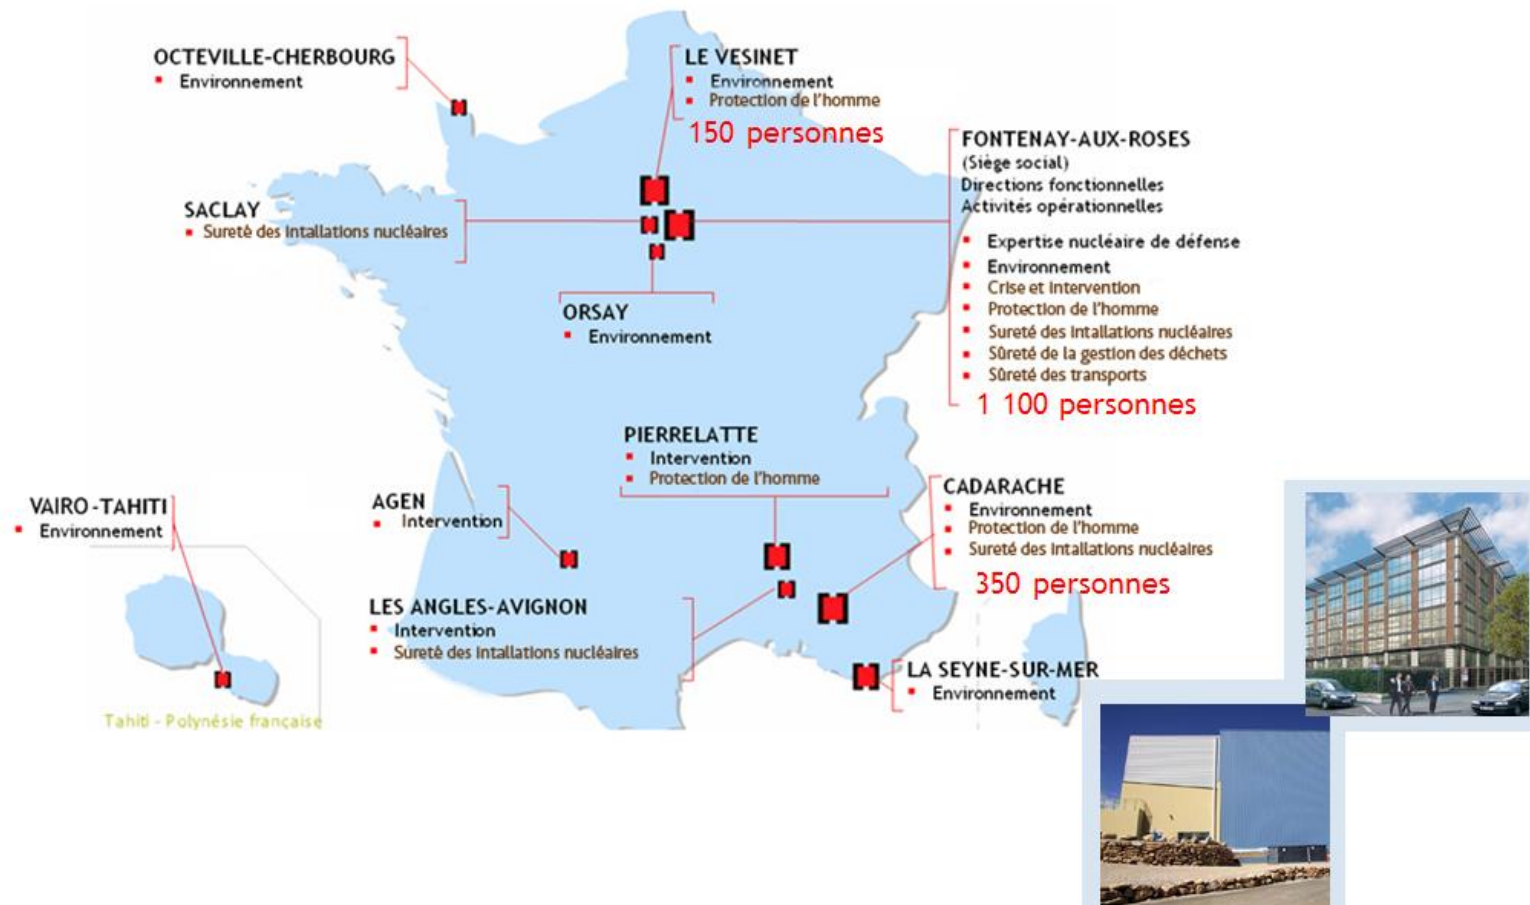 OCTEVILLE-CHERBOURG
Environnement
LE VESINET
Environnement
Protection de l'homme
150 personnes
FONTENAY-AUX-ROSES
(Siège social)
Directions fonctionnelles
Activités opérationnelles
Expertise nucléaire de défense
Environnement
Crise et intervention
Protection de l'homme
Sureté des intallations nucléaires
Sûreté de la gestion des déchets
Sûreté des transports
1 100 personnes
SACLAY
Sureté des intallations nucléaires
ORSAY
Environnement
PIERRELATTE
Intervention
Protection de l'homme
CADARACHE
Environnement
Protection de l'homme
Sureté des intallations nucléaires
350 personnes
VAIRO-TAHITI
Environnement
AGEN
Intervention
LES ANGLES-AVIGNON
Intervention
Sureté des intallations nucléaires
LA SEYNE-SUR-MER
Environnement
Tahiti - Polynésie française